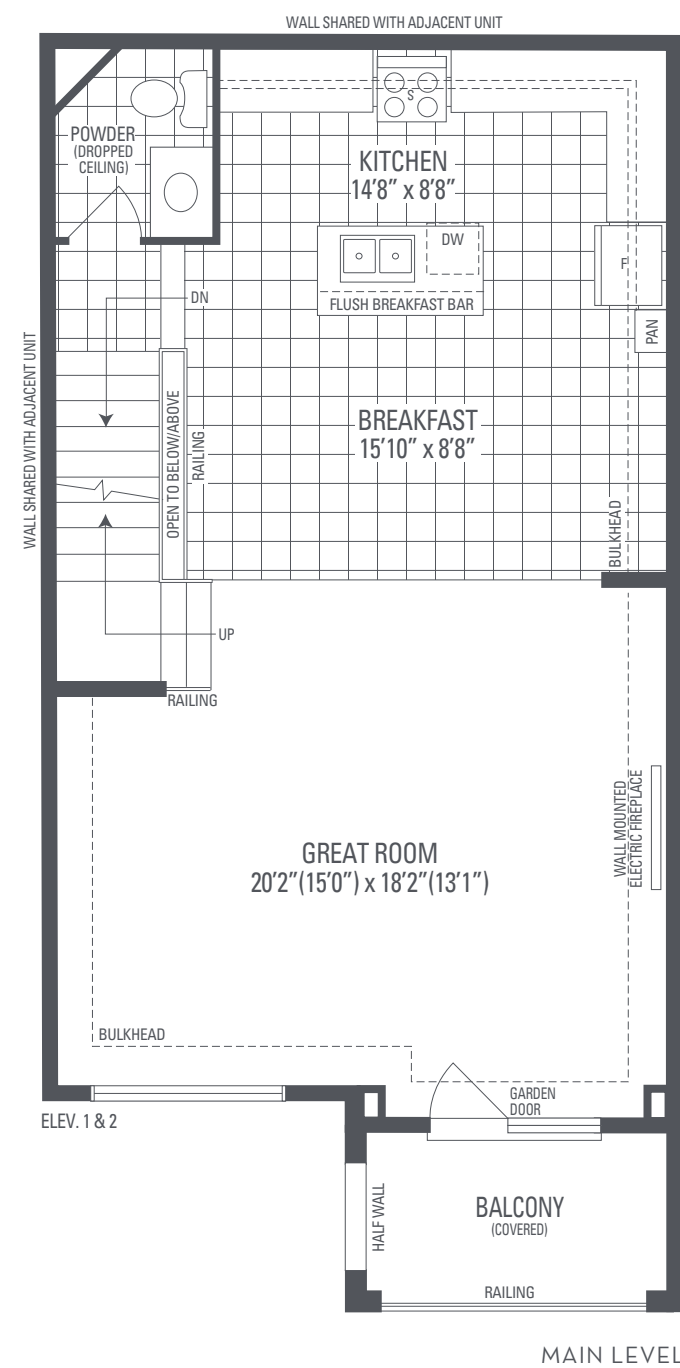 WALL SHARED WITH ADJACENT UNIT
POWDER
(DROPPED
CEILING)
S
KITCHEN
14'8" x 8'8"
DW
F
DN
FLUSH BREAKFAST BAR
PAN
WALL SHARED WITH ADJACENT UNIT
OPEN TO BELOW/ABOVE
RAILING
BREAKFAST
15'10" x 8'8"
BULKHEAD
UP
RAILING
WALL MOUNTED
ELECTRIC FIREPLACE
GREAT ROOM
20'2"(15'0") x 18'2"(13'1")
BULKHEAD
GARDEN
DOOR
ELEV. 1 & 2
HALF WALL
BALCONY
(COVERED)
RAILING
MAIN LEVEL